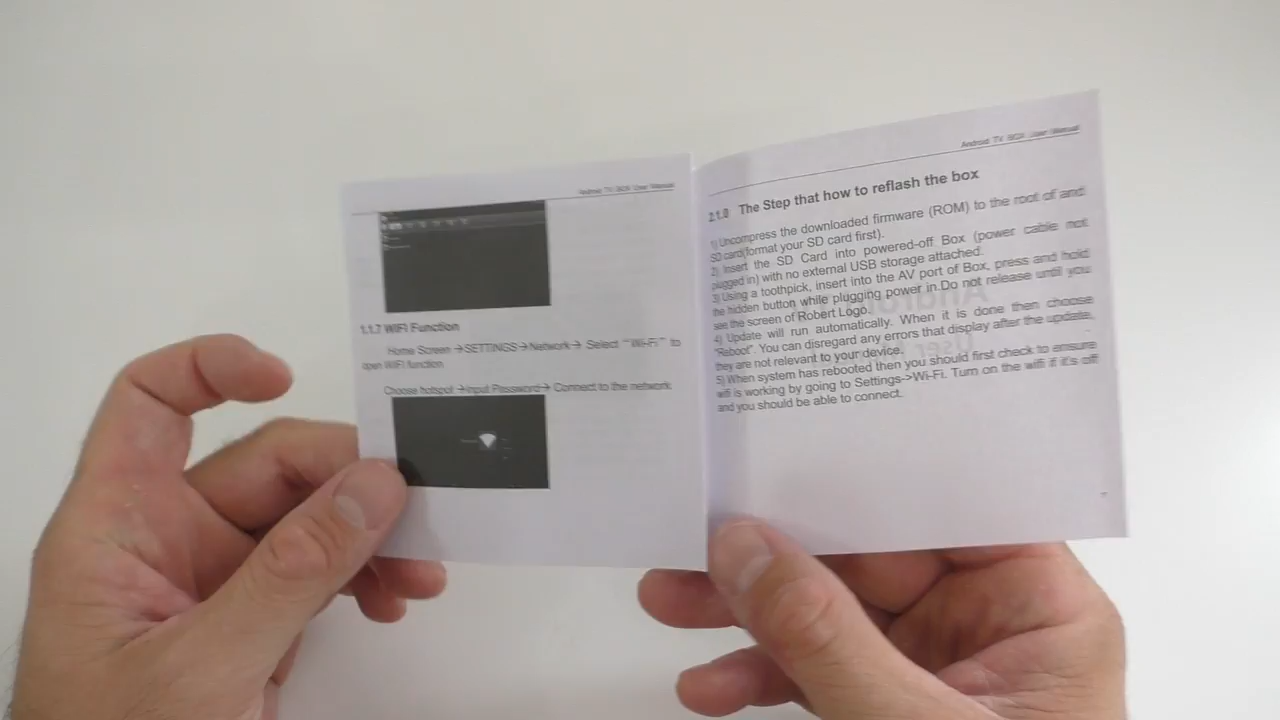 Android TV BOX User Manual
1.1.7 WIFI Function
Home Screen →SETTINGS→Network→ Select “Wi-Fi” to
open WIFI function
Choose hotspot →Input Password→ Connect to the network
Android TV BOX User Manual
2.1.0 The Step that how to reflash the box
1) Uncompress the downloaded firmware (ROM) to the root of and
SD card(format your SD card first).
2) Insert the SD Card into powered-off Box (power cable not
plugged in) with no external USB storage attached.
3) Using a toothpick, insert into the AV port of Box, press and hold
the hidden button while plugging power in.Do not release until you
see the screen of Robert Logo.
4) Update will run automatically. When it is done then choose
“Reboot”. You can disregard any errors that display after the update,
they are not relevant to your device.
5) When system has rebooted then you should first check to ensure
wifi is working by going to Settings->Wi-Fi. Turn on the wifi if it's off
and you should be able to connect.